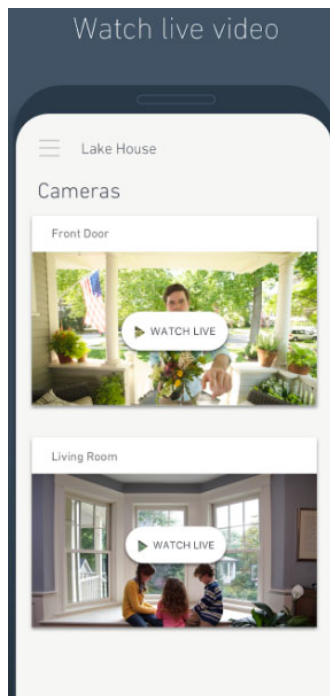 Watch live video
Lake House
Cameras
Front Door
WATCH LIVE
Living Room
WATCH LIVE